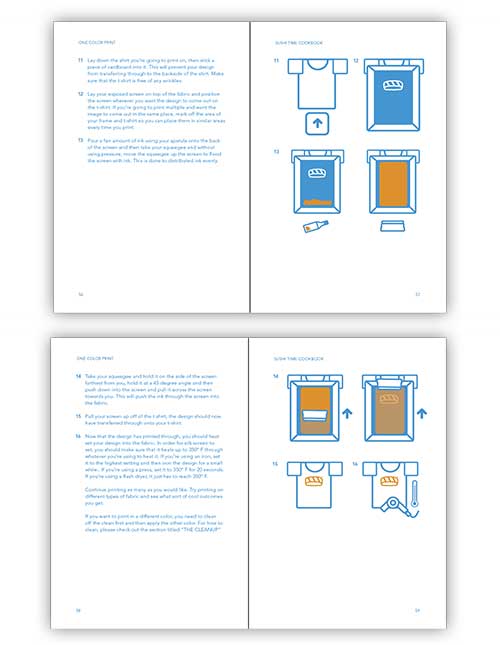 ONE COLOR PRINT
SUSHI TIME COOKBOOK
11 Lay down the shirt you're going to print on, then stick a
piece of cardboard into it. This will prevent your design
from transferring through to the backside of the shirt. Make
sure that the t-shirt is free of any wrinkles.
12 Lay your exposed screen on top of the fabric and position
the screen wherever you want the design to come out on
the t-shirt. If you're going to print multiple and want the
image to come out in the same place, mark off the area of
your frame and t-shirt so you can place them in similar areas
every time you print.
13 Pour a fair amount of ink using your spatula onto the back
of the screen and then take your squeegee and without
using pressure, move the squeegee up the screen to flood
the screen with ink. This is done to distributed ink evenly.
11
12
13
56
57
ONE COLOR PRINT
SUSHI TIME COOKBOOK
14 Take your squeegee and hold it on the side of the screen
farthest from you, hold it at a 45 degree angle and then
push down into the screen and pull it across the screen
towards you. This will push the ink through the screen into
the fabric.
15 Pull your screen up off of the t-shirt, the design should now
have transferred through onto your t-shirt.
16 Now that the design has printed through, you should heat
set your design into the fabric. In order for silk-screen to
set, you should make sure that it heats up to 350° F through
whatever you're using to heat it. If you're using an iron, set
it to the highest setting and then iron the design for a small
while. If you're using a press, set it to 350° F for 20 seconds.
If you're using a flash dryer, it just has to reach 350° F.
Continue printing as many as you would like. Try printing on
different types of fabric and see what sort of cool outcomes
you get.
If you want to print in a different color, you need to clean
off the clean first and then apply the other color. For how to
clean, please check out the section titled "THE CLEANUP"
14
15
16
58
59